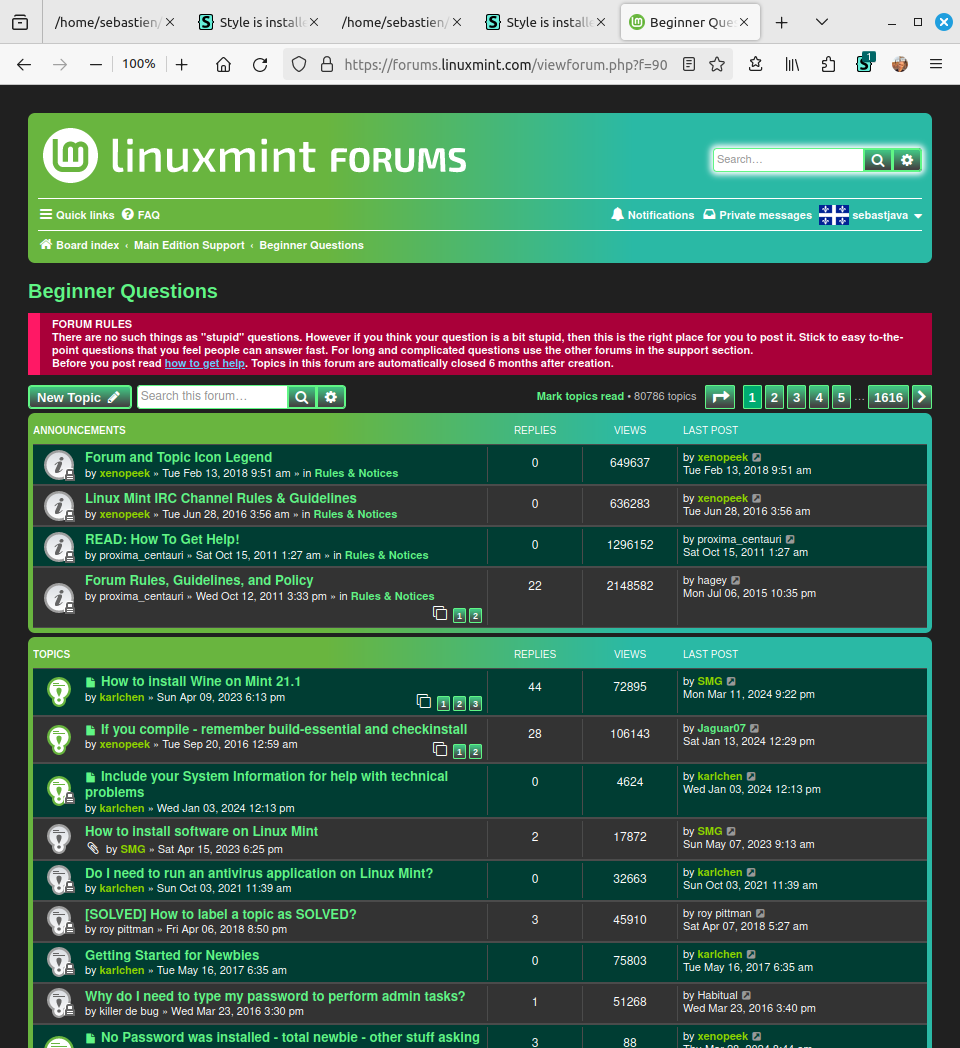 /home/sebastien/
Style is installe
/home/sebastien/
Style is installe
Beginner Ques
100%
https://forums.linuxmint.com/viewforum.php?f=90
1
linuxmint FORUMS
Search…
Quick links
FAQ
Notifications
Private messages
sebastjava
Board index ‹ Main Edition Support ‹ Beginner Questions
Beginner Questions
FORUM RULES
There are no such things as "stupid" questions. However if you think your question is a bit stupid, then this is the right place for you to post it. Stick to easy-to-the-
point questions that you feel people can answer fast. For long and complicated questions use the other forums in the support section.
Before you post read how to get help. Topics in this forum are automatically closed 6 months after creation.
New Topic
Search this forum…
Mark topics read • 80786 topics
1 2 3 4 5 … 1616
ANNOUNCEMENTS REPLIES VIEWS LAST POST
Forum and Topic Icon Legend
by xenopeek » Tue Feb 13, 2018 9:51 am » in Rules & Notices
0
649637
by xenopeek
Tue Feb 13, 2018 9:51 am
Linux Mint IRC Channel Rules & Guidelines
by xenopeek » Tue Jun 28, 2016 3:56 am » in Rules & Notices
0
636283
by xenopeek
Tue Jun 28, 2016 3:56 am
READ: How To Get Help!
by proxima_centauri » Sat Oct 15, 2011 1:27 am » in Rules & Notices
0
1296152
by proxima_centauri
Sat Oct 15, 2011 1:27 am
Forum Rules, Guidelines, and Policy
by proxima_centauri » Wed Oct 12, 2011 3:33 pm » in Rules & Notices
1 2
22
2148582
by hagey
Mon Jul 06, 2015 10:35 pm
TOPICS REPLIES VIEWS LAST POST
How to install Wine on Mint 21.1
by karlchen » Sun Apr 09, 2023 6:13 pm
1 2 3
44
72895
by SMG
Mon Mar 11, 2024 9:22 pm
If you compile - remember build-essential and checkinstall
by xenopeek » Tue Sep 20, 2016 12:59 am
1 2
28
106143
by Jaguar07
Sat Jan 13, 2024 12:29 pm
Include your System Information for help with technical
problems
by karlchen » Wed Jan 03, 2024 12:13 pm
0
4624
by karlchen
Wed Jan 03, 2024 12:13 pm
How to install software on Linux Mint
by SMG » Sat Apr 15, 2023 6:25 pm
2
17872
by SMG
Sun May 07, 2023 9:13 am
Do I need to run an antivirus application on Linux Mint?
by karlchen » Sun Oct 03, 2021 11:39 am
0
32663
by karlchen
Sun Oct 03, 2021 11:39 am
[SOLVED] How to label a topic as SOLVED?
by roy pittman » Fri Apr 06, 2018 8:50 pm
3
45910
by roy pittman
Sat Apr 07, 2018 5:27 am
Getting Started for Newbies
by karlchen » Tue May 16, 2017 6:35 am
0
75803
by karlchen
Tue May 16, 2017 6:35 am
Why do I need to type my password to perform admin tasks?
by killer de bug » Wed Mar 23, 2016 3:30 pm
1
51268
by Habitual
Wed Mar 23, 2016 3:40 pm
No Password was installed - total newbie - other stuff asking
3
88
by xenopeek